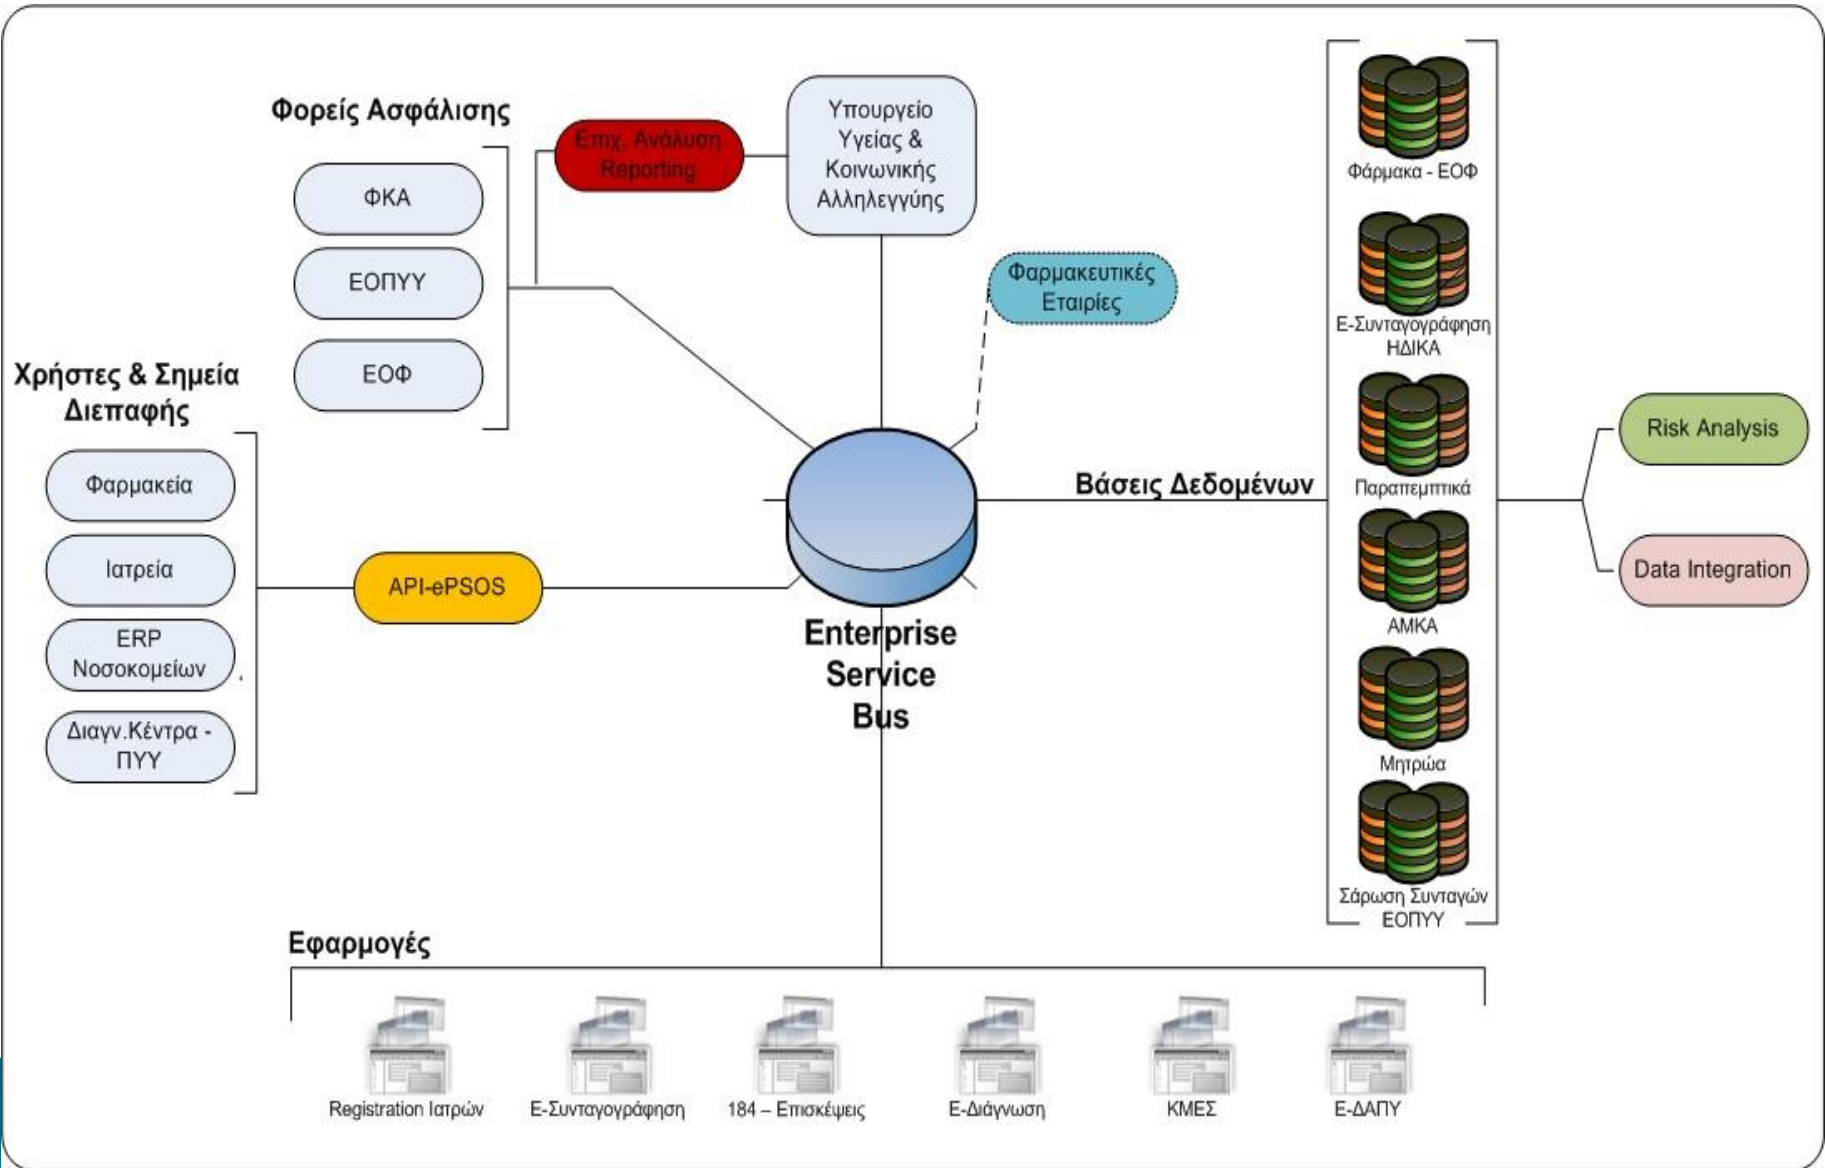 Φορείς Ασφάλισης
ΦΚΑ
ΕΟΠΥΥ
ΕΟΦ
Επιχ. Ανάλυση
Reporting
Υπουργείο
Υγείας &
Κοινωνικής
Αλληλεγγύης
Φαρμακευτικές
Εταιρίες
Χρήστες & Σημεία
Διεπαφής
Φαρμακεία
Ιατρεία
ERP
Νοσοκομείων
Διαγν.Κέντρα -
ΠΥΥ
API-ePSOS
Enterprise
Service
Bus
Βάσεις Δεδομένων
Φάρμακα - ΕΟΦ
Ε-Συνταγογράφηση
ΗΔΙΚΑ
Παραπεμπτικά
ΑΜΚΑ
Μητρώα
Σάρωση Συνταγών
ΕΟΠΥΥ
Risk Analysis
Data Integration
Εφαρμογές
Registration Ιατρών
Ε-Συνταγογράφηση
184 – Επισκέψεις
Ε-Διάγνωση
ΚΜΕΣ
Ε-ΔΑΠΥ